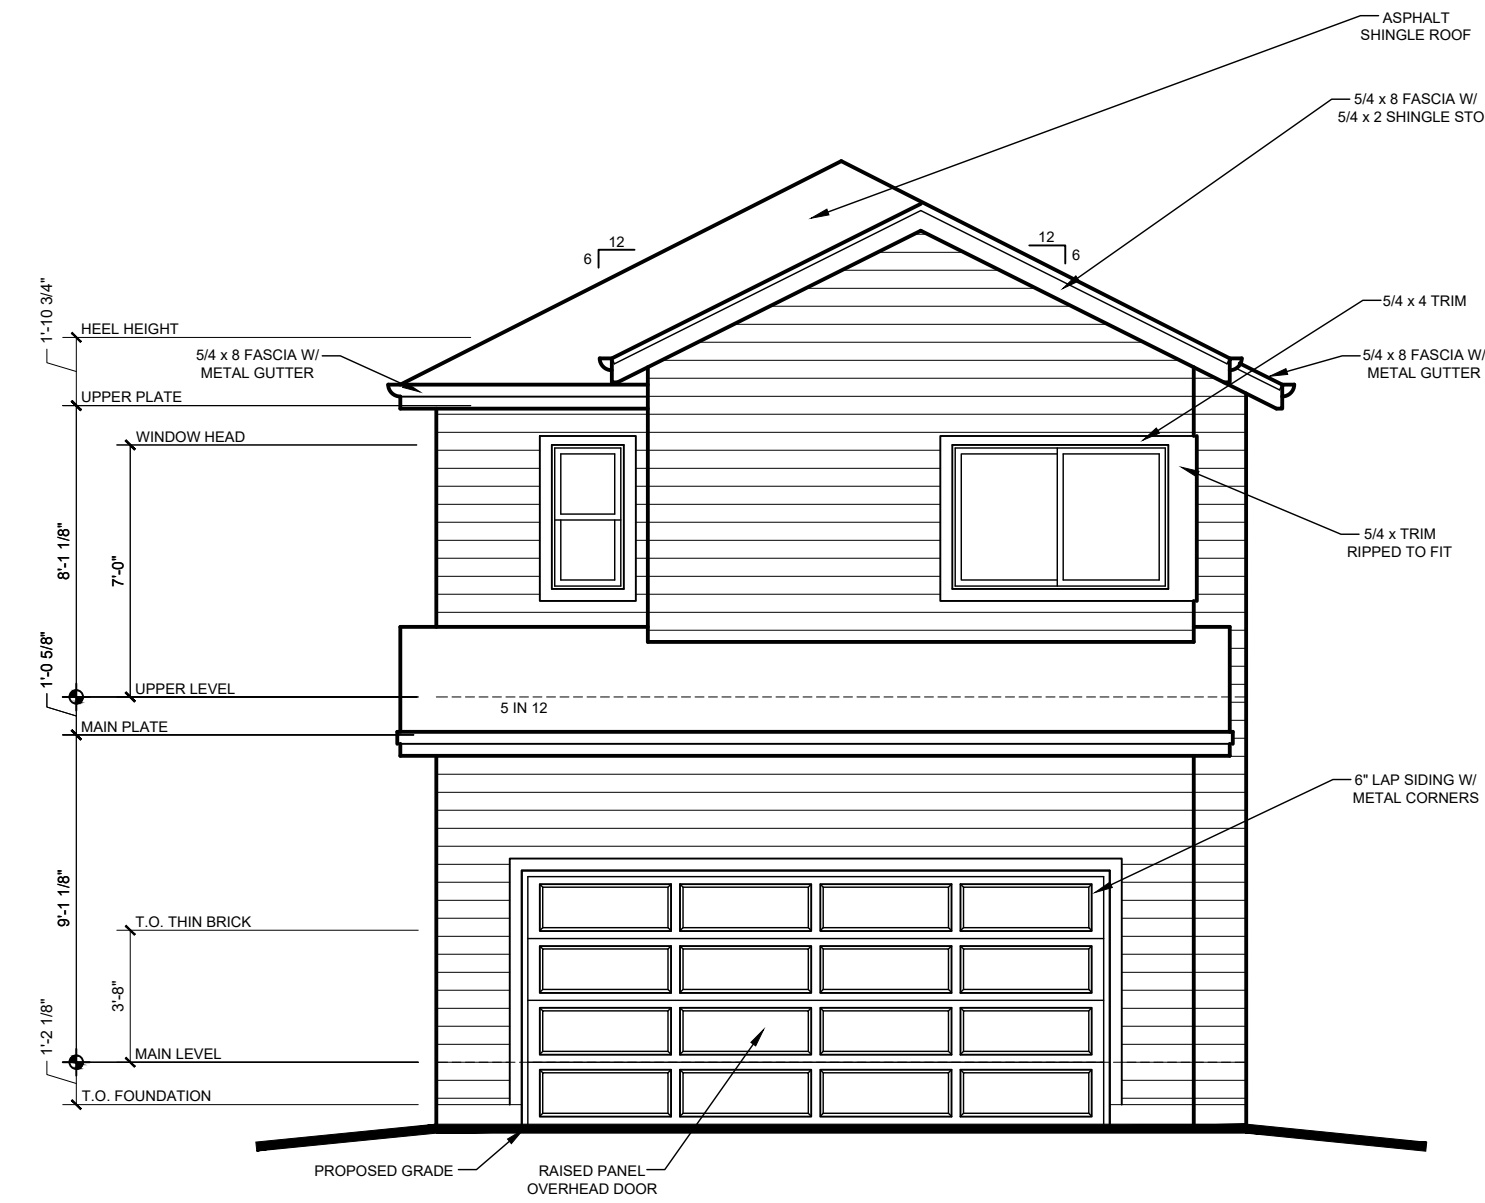 ASPHALT
SHINGLE ROOF
5/4 x 8 FASCIA W/
5/4 x 2 SHINGLE STO
12
6
12
6
1'-10 3/4"
HEEL HEIGHT
5/4 x 4 TRIM
5/4 x 8 FASCIA W/
METAL GUTTER
5/4 x 8 FASCIA W/
METAL GUTTER
UPPER PLATE
WINDOW HEAD
8'-1 1/8"
7'-0"
5/4 x TRIM
RIPPED TO FIT
1'-0 5/8"
UPPER LEVEL
5 IN 12
MAIN PLATE
6" LAP SIDING W/
METAL CORNERS
9'-1 1/8"
T.O. THIN BRICK
3'-8"
1'-2 1/8"
MAIN LEVEL
T.O. FOUNDATION
PROPOSED GRADE
RAISED PANEL
OVERHEAD DOOR